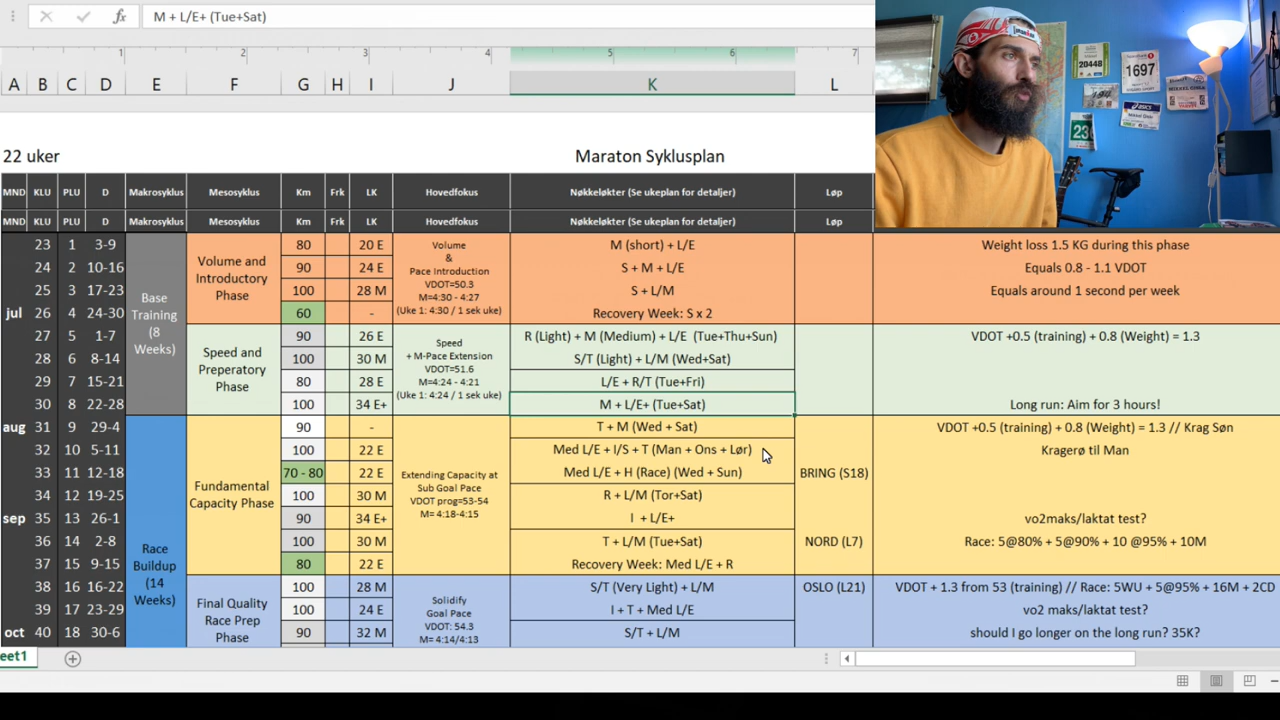 M + L/E+ (Tue+Sat)
1 2 3 4 5 6 7
A B C D E F G H I J K L
22 uker Maraton Syklusplan
MND KLU PLU D Makrosyklus Mesosyklus Km Frk LK Hovedfokus Nøkkeløkter (Se ukeplan for detaljer) Løp
MND KLU PLU D Makrosyklus Mesosyklus Km Frk LK Hovedfokus Nøkkeløkter (Se ukeplan for detaljer) Løp
23 1 3-9 80 20 E M (short) + L/E Weight loss 1.5 KG during this phase
24 2 10-16 90 24 E S + M + L/E Equals 0.8 - 1.1 VDOT
25 3 17-23 100 28 M S + L/M Equals around 1 second per week
jul 26 4 24-30 60 - Recovery Week: S x 2
Volume and
Introductory
Phase
Volume
&
Pace Introduction
VDOT=50.3
M=4:30 - 4:27
(Uke 1: 4:30 / 1 sek uke)
Base
Training
(8
Weeks)
27 5 1-7 90 26 E R (Light) + M (Medium) + L/E (Tue+Thu+Sun) VDOT +0.5 (training) + 0.8 (Weight) = 1.3
28 6 8-14 100 30 M S/T (Light) + L/M (Wed+Sat)
29 7 15-21 80 28 E L/E + R/T (Tue+Fri)
30 8 22-28 100 34 E+ M + L/E+ (Tue+Sat) Long run: Aim for 3 hours!
Speed and
Preperatory
Phase
Speed
+ M-Pace Extension
VDOT=51.6
M=4:24 - 4:21
(Uke 1: 4:24 / 1 sek uke)
aug 31 9 29-4 90 - T + M (Wed + Sat) VDOT +0.5 (training) + 0.8 (Weight) = 1.3 // Krag Søn
32 10 5-11 100 22 E Med L/E + I/S + T (Man + Ons + Lør) Kragerø til Man
33 11 12-18 70 - 80 22 E Med L/E + H (Race) (Wed + Sun) BRING (S18)
34 12 19-25 100 30 M R + L/M (Tor+Sat)
sep 35 13 26-1 90 34 E+ I + L/E+ vo2maks/laktat test?
36 14 2-8 100 30 M T + L/M (Tue+Sat) NORD (L7) Race: 5@80% + 5@90% + 10 @95% + 10M
37 15 9-15 80 22 E Recovery Week: Med L/E + R
Fundamental
Capacity Phase
Extending Capacity at
Sub Goal Pace
VDOT prog=53-54
M= 4:18-4:15
Race
Buildup
(14
Weeks)
38 16 16-22 100 28 M S/T (Very Light) + L/M OSLO (L21) VDOT + 1.3 from 53 (training) // Race: 5WU + 5@95% + 16M + 2CD
39 17 23-29 100 24 E I + T + Med L/E vo2 maks/laktat test?
oct 40 18 30-6 90 32 M S/T + L/M should I go longer on the long run? 35K?
Final Quality
Race Prep
Phase
Solidify
Goal Pace
VDOT: 54.3
M= 4:14/4:13
eet1
20448
1697